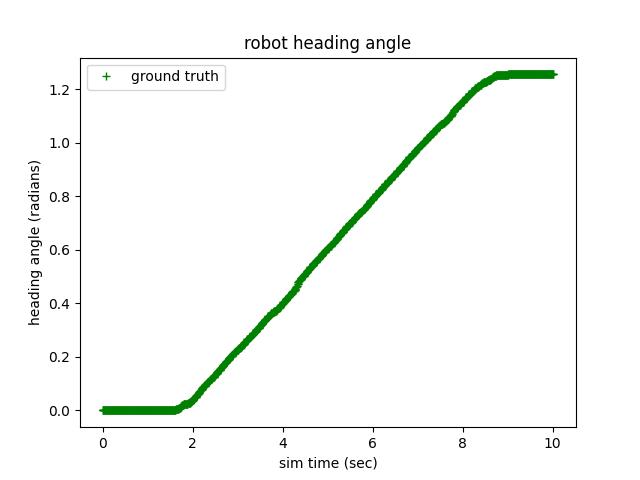 robot heading angle
ground truth
heading angle (radians)
1.2
1.0
0.8
0.6
0.4
0.2
0.0
0 2 4 6 8 10
sim time (sec)